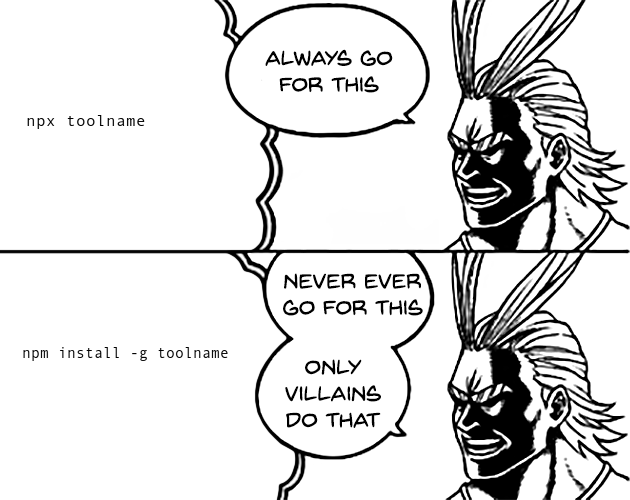 npx toolname
ALWAYS GO
FOR THIS
npm install -g toolname
NEVER EVER
GO FOR THIS
ONLY
VILLAINS
DO THAT